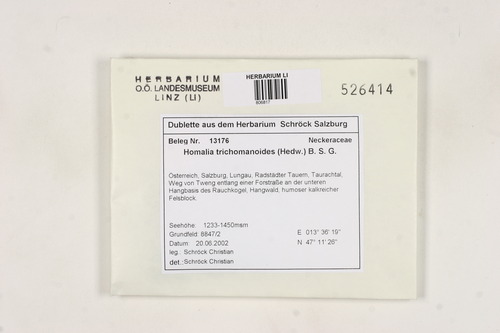 HERBARIUM
O.Ö. LANDESMUSEUM
LINZ (LI)
HERBARIUM LI
806817
526414
Dublette aus dem Herbarium Schröck Salzburg
Beleg Nr. 13176 Neckeraceae
Homalia trichomanoides (Hedw.) B. S. G.
Österreich, Salzburg, Lungau, Radstädter Tauern, Taurachtal,
Weg von Tweng entlang einer Forstraße an der unteren
Hangbasis des Rauchkogel, Hangwald, humoser kalkreicher
Felsblock.
Seehöhe: 1233-1450msm
Grundfeld: 8847/2 E 013° 36' 19"
Datum: 20.06.2002 N 47° 11' 26"
leg.: Schröck Christian
det.: Schröck Christian